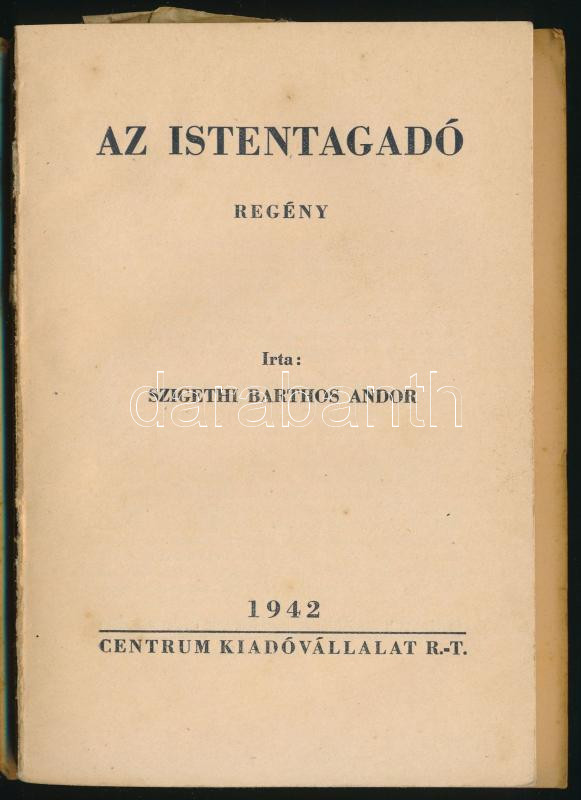 AZ ISTENTAGADÓ
REGÉNY
Irta:
SZIGETHI BARTHOS ANDOR
darabanth
1942
CENTRUM KIADÓVÁLLALAT R.-T.